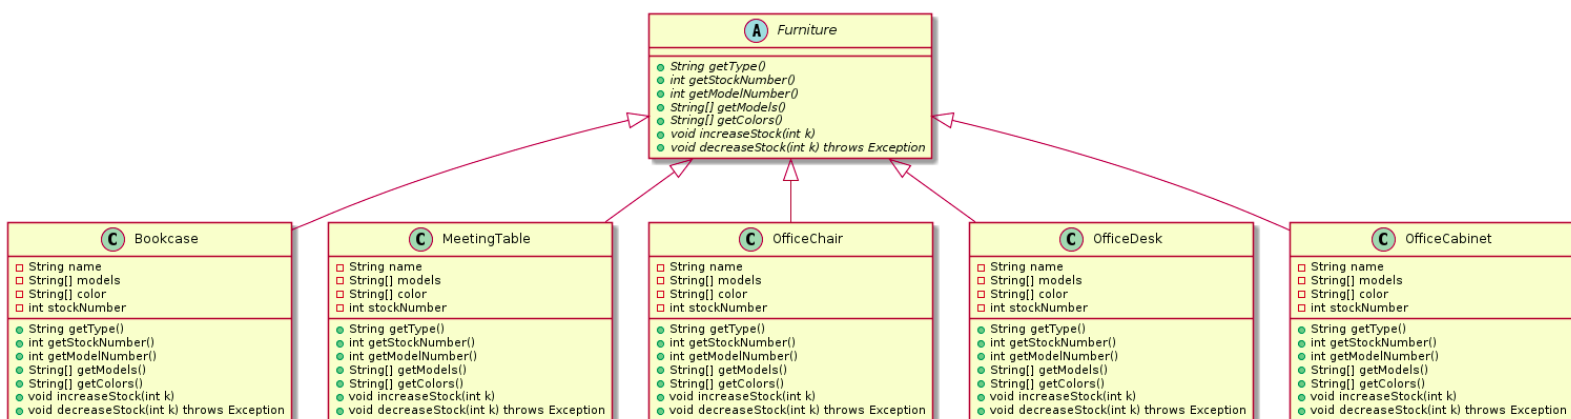 A Furniture
String getType()
int getStockNumber()
int getModelNumber()
String[] getModels()
String[] getColors()
void increaseStock(int k)
void decreaseStock(int k) throws Exception
C Bookcase
String name
String[] models
String[] color
int stockNumber
String getType()
int getStockNumber()
int getModelNumber()
String[] getModels()
String[] getColors()
void increaseStock(int k)
void decreaseStock(int k) throws Exception
C MeetingTable
String name
String[] models
String[] color
int stockNumber
String getType()
int getStockNumber()
int getModelNumber()
String[] getModels()
String[] getColors()
void increaseStock(int k)
void decreaseStock(int k) throws Exception
C OfficeChair
String name
String[] models
String[] color
int stockNumber
String getType()
int getStockNumber()
int getModelNumber()
String[] getModels()
String[] getColors()
void increaseStock(int k)
void decreaseStock(int k) throws Exception
C OfficeDesk
String name
String[] models
String[] color
int stockNumber
String getType()
int getStockNumber()
int getModelNumber()
String[] getModels()
String[] getColors()
void increaseStock(int k)
void decreaseStock(int k) throws Exception
C OfficeCabinet
String name
String[] models
String[] color
int stockNumber
String getType()
int getStockNumber()
int getModelNumber()
String[] getModels()
String[] getColors()
void increaseStock(int k)
void decreaseStock(int k) throws Exception